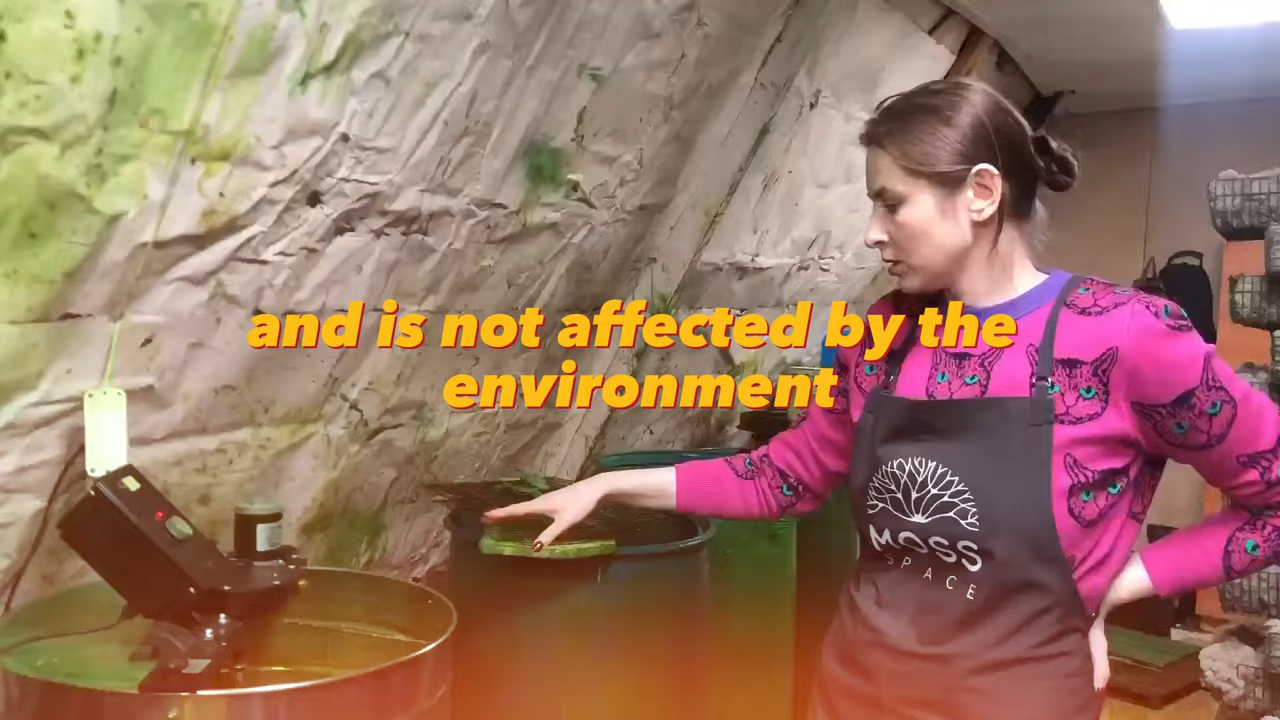 and is not affected by the
environment
MOSS
SPACE